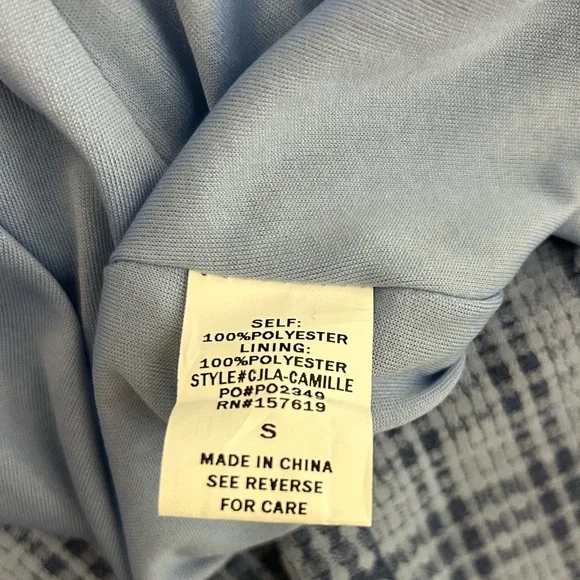 SELF:
100%POLYESTER
LINING:
100%POLYESTER
STYLE#CJLA-CAMILLE
PO#PO2349
RN#157619
S
MADE IN CHINA
SEE REVERSE
FOR CARE